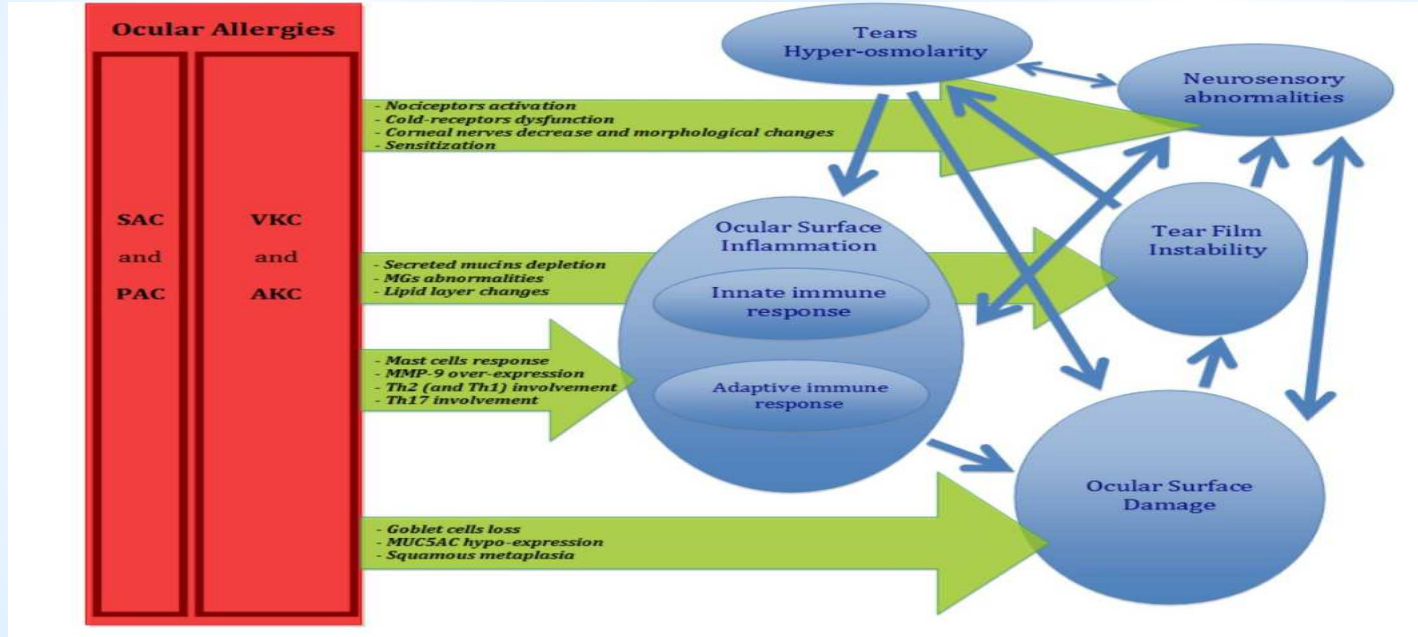 Ocular Allergies
SAC
and
PAC
VKC
and
AKC
- Nociceptors activation
- Cold-receptors dysfunction
- Corneal nerves decrease and morphological changes
- Sensitization
- Secreted mucins depletion
- MGs abnormalities
- Lipid layer changes
- Mast cells response
- MMP-9 over-expression
- Th2 (and Th1) involvement
- Th17 involvement
- Goblet cells loss
- MUC5AC hypo-expression
- Squamous metaplasia
Tears
Hyper-osmolarity
Neurosensory
abnormalities
Ocular Surface
Inflammation
Innate immune
response
Adaptive immune
response
Tear Film
Instability
Ocular Surface
Damage